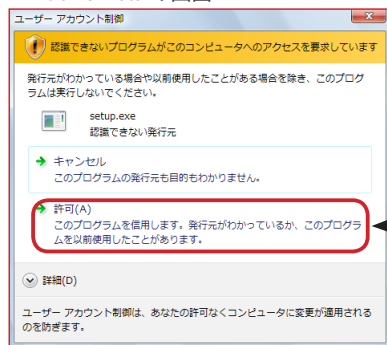 ユーザー アカウント制御
認識できないプログラムがこのコンピュータへのアクセスを要求しています
発行元がわかっている場合や以前使用したことがある場合を除き、このプログ
ラムは実行しないでください。
setup.exe
認識できない発行元
キャンセル
このプログラムの発行元も目的もわかりません。
許可(A)
このプログラムを信用します。発行元がわかっているか、このプログラ
ムを以前使用したことがあります。
詳細(D)
ユーザー アカウント制御は、あなたの許可なくコンピュータに変更が適用される
のを防ぎます。